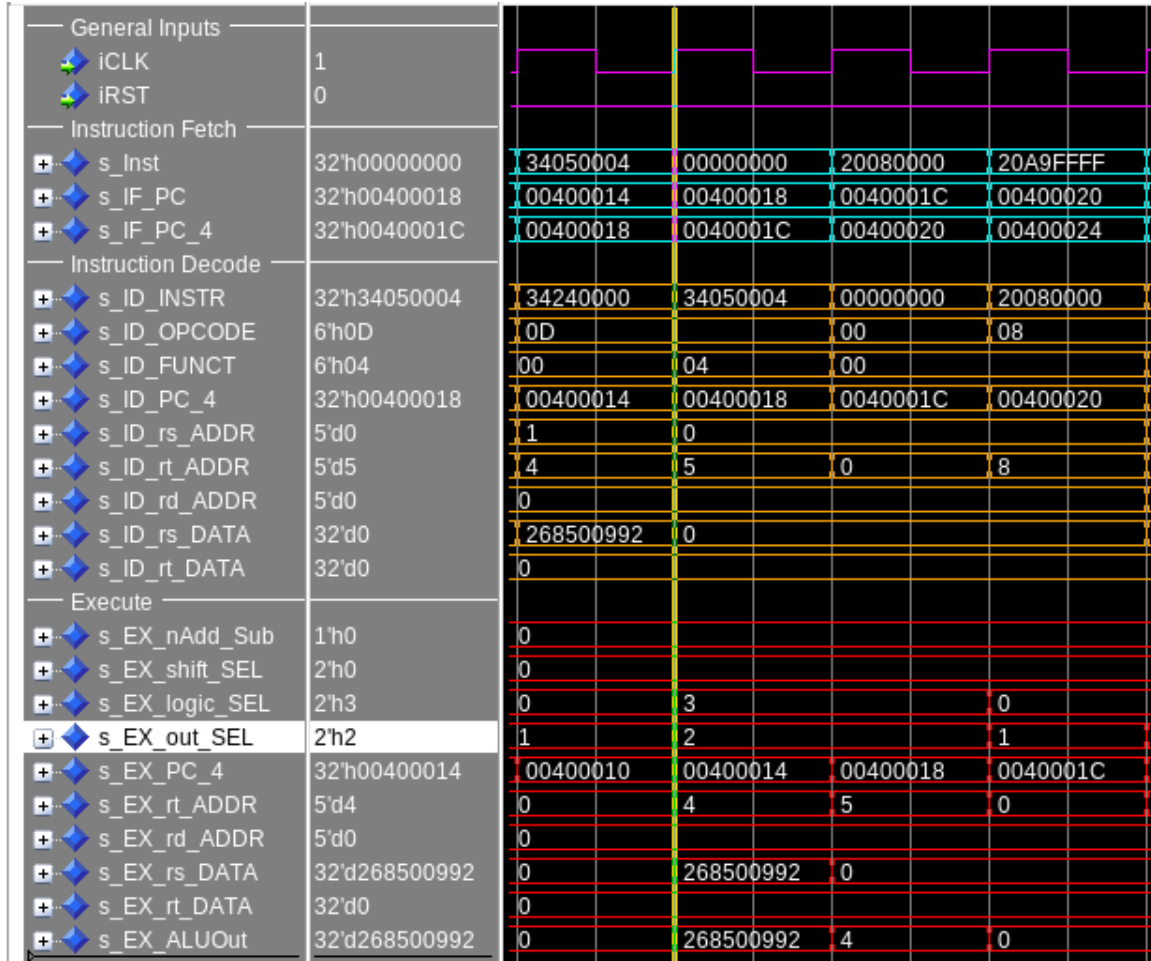 General Inputs
iCLK 1
iRST 0
Instruction Fetch
s_Inst 32'h00000000 34050004 00000000 20080000 20A9FFFF
s_IF_PC 32'h00400018 00400014 00400018 0040001C 00400020
s_IF_PC_4 32'h0040001C 00400018 0040001C 00400020 00400024
Instruction Decode
s_ID_INSTR 32'h34050004 34240000 34050004 00000000 20080000
s_ID_OPCODE 6'h0D 0D 00 08
s_ID_FUNCT 6'h04 00 04 00
s_ID_PC_4 32'h00400018 00400014 00400018 0040001C 00400020
s_ID_rs_ADDR 5'd0 1 0
s_ID_rt_ADDR 5'd5 4 5 0 8
s_ID_rd_ADDR 5'd0 0
s_ID_rs_DATA 32'd0 268500992 0
s_ID_rt_DATA 32'd0 0
Execute
s_EX_nAdd_Sub 1'h0 0
s_EX_shift_SEL 2'h0 0
s_EX_logic_SEL 2'h3 0 3 0
s_EX_out_SEL 2'h2 1 2 1
s_EX_PC_4 32'h00400014 00400010 00400014 00400018 0040001C
s_EX_rt_ADDR 5'd4 0 4 5 0
s_EX_rd_ADDR 5'd0 0
s_EX_rs_DATA 32'd268500992 0 268500992 0
s_EX_rt_DATA 32'd0 0
s_EX_ALUOut 32'd268500992 0 268500992 4 0